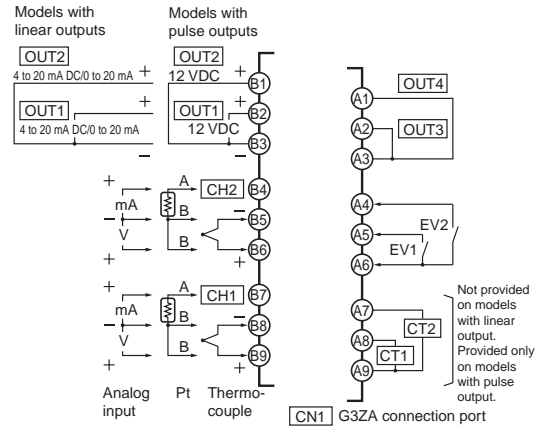 Models with
linear outputs
Models with
pulse outputs
OUT2
4 to 20 mA DC/0 to 20 mA +
OUT2
12 VDC +
B1
OUT1 +
4 to 20 mA DC/0 to 20 mA
OUT1 +
12 VDC
B2
B3
− −
+ A CH2 B4
mA
− B − B5
V
B B6
+ +
+ A CH1 B7
mA
− B − B8
V
B B9
+ +
Analog
input
Pt
Thermo-
couple
A1 OUT4
A2 OUT3
A3
A4
A5 EV1 EV2
A6
A7 CT2
A8 CT1
A9
Not provided
on models
with linear
output.
Provided only
on models
with pulse
output.
CN1 G3ZA connection port